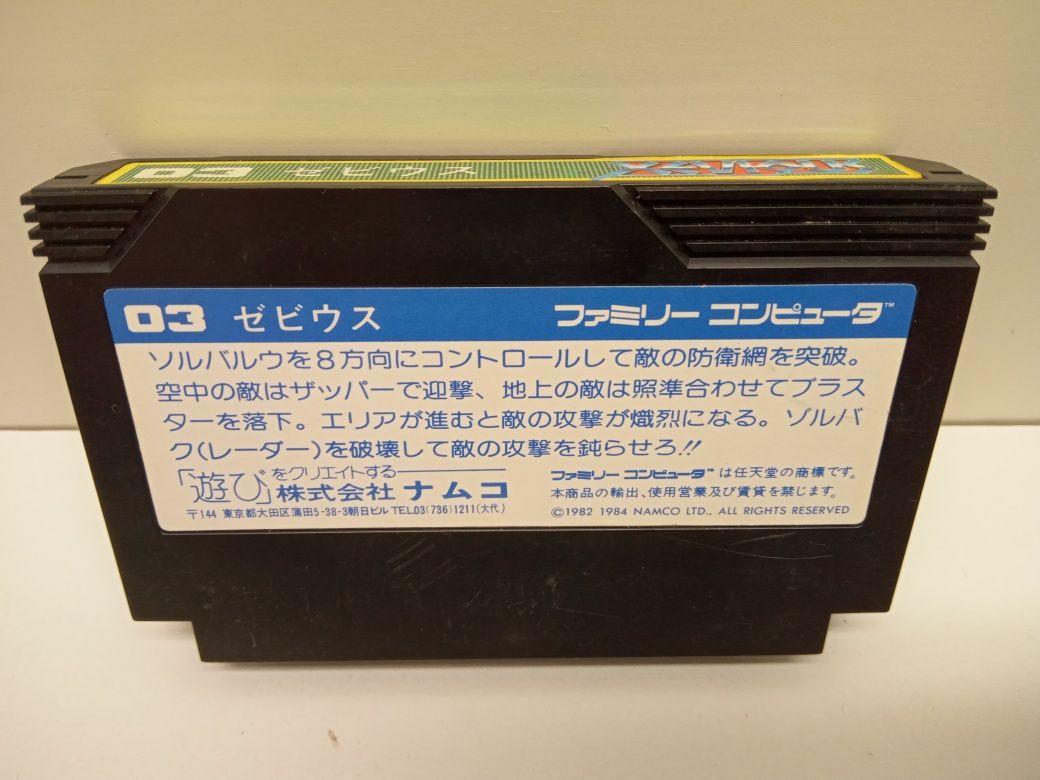 03 ゼビウス XEVIOUS
03 ゼビウス ファミリー コンピュータ™
ソルバルウを8方向にコントロールして敵の防衛網を突破。
空中の敵はザッパーで迎撃、地上の敵は照準合わせてブラス
ターを落下。エリアが進むと敵の攻撃が熾烈になる。ゾルバ
ク(レーダー)を破壊して敵の攻撃を鈍らせろ!!
「遊び」をクリエイトする
株式会社 ナムコ
〒144 東京都大田区蒲田5-38-3朝日ビル TEL.03(736)1211(大代)
ファミリー コンピュータ™は任天堂の商標です。
本商品の輸出、使用営業及び賃貸を禁じます。
©1982 1984 NAMCO LTD., ALL RIGHTS RESERVED